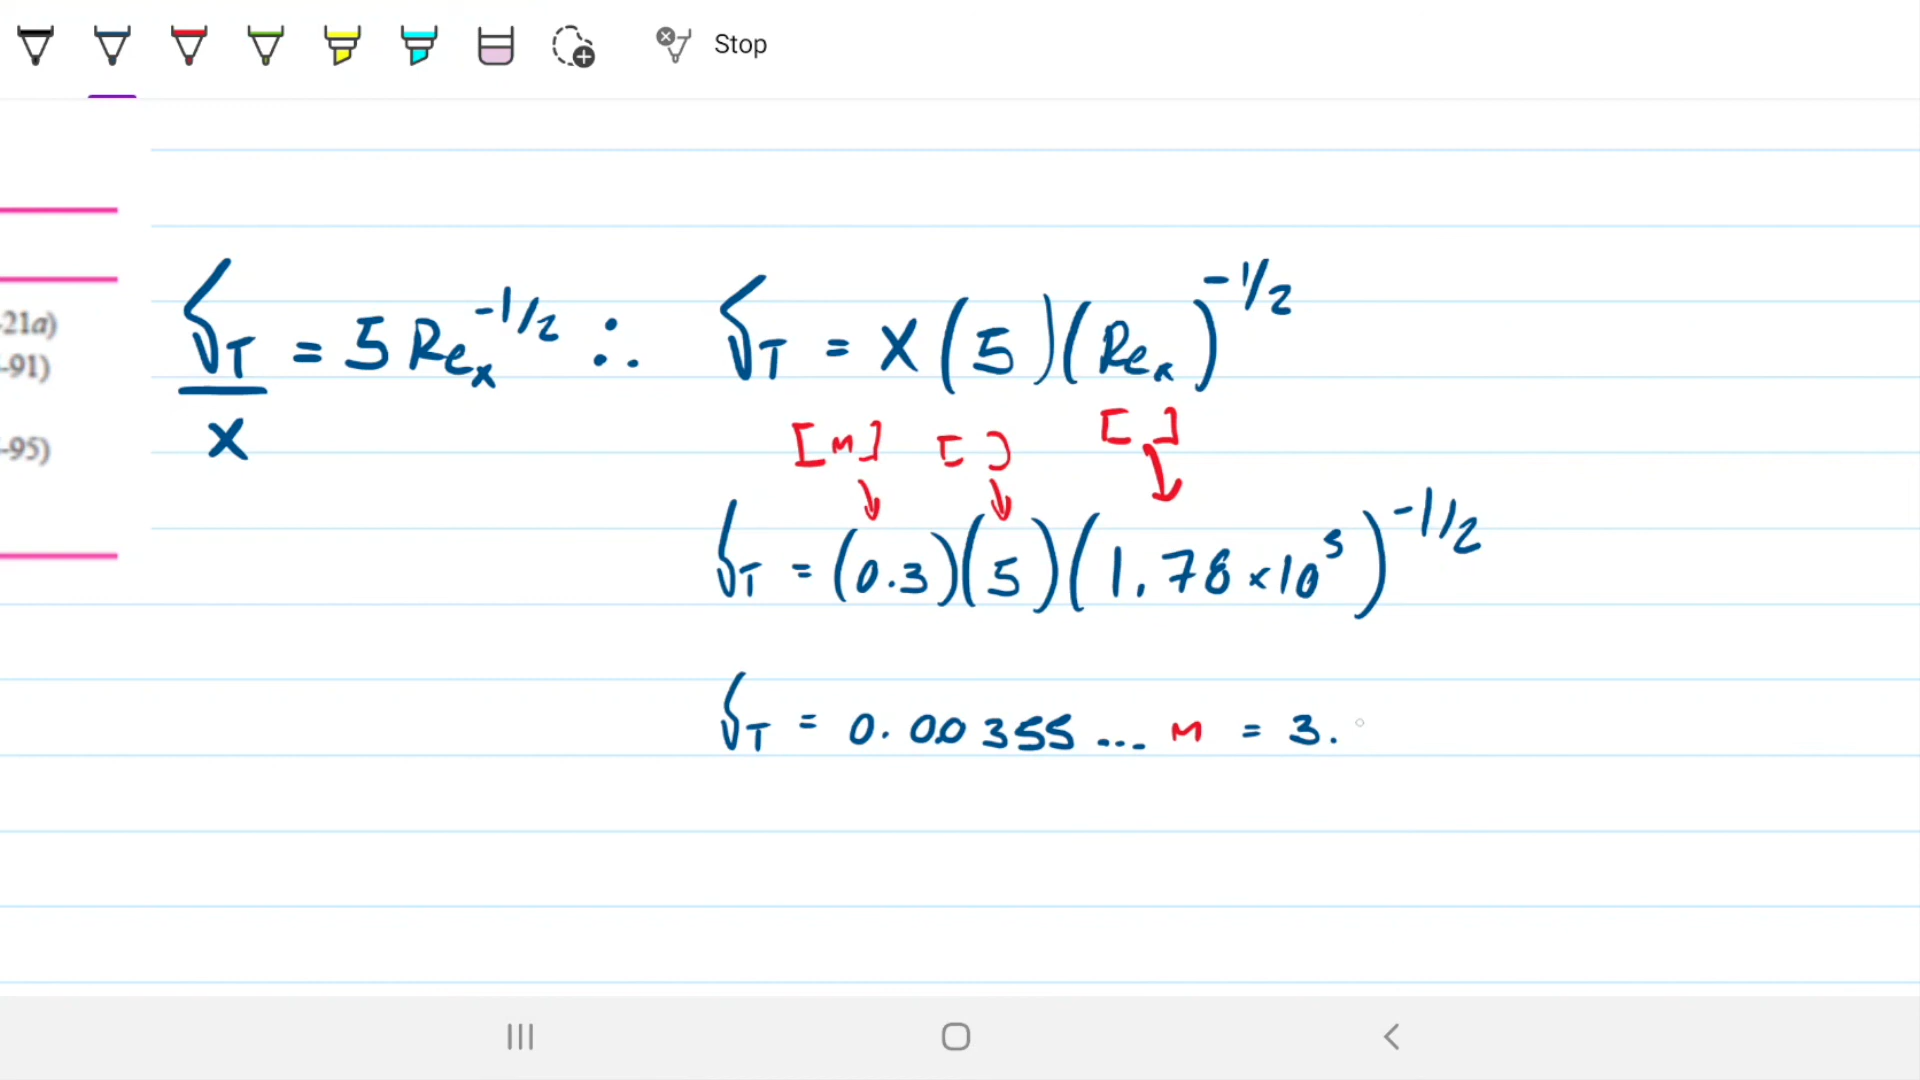 Stop
-21a)
-91)
-95)
δT/x = 5 Rex^-1/2 ∴ δT = x (5)(Rex)^-1/2
[m] [ ] [ ]
δT = (0.3)(5)(1.78×10^5)^-1/2
δT = 0.00355... m = 3.